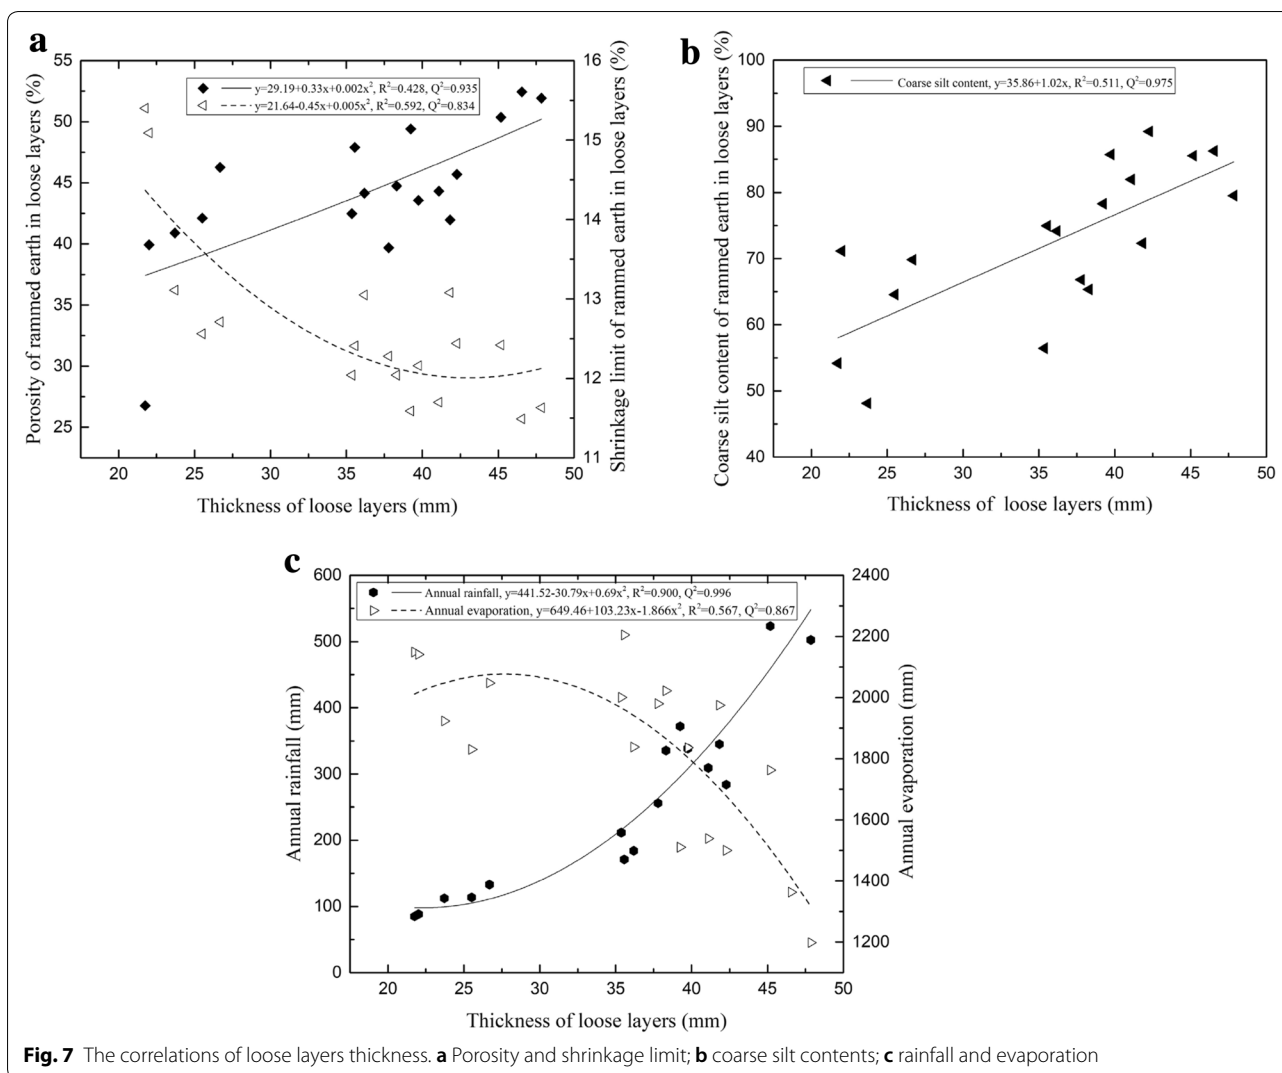 a
Porosity of rammed earth in loose layers (%)
55
50
45
40
35
30
25
y=29.19+0.33x+0.002x², R²=0.428, Q²=0.935
y=21.64-0.45x+0.005x², R²=0.592, Q²=0.834
16
15
14
13
12
11
Shrinkage limit of rammed earth in loose layers (%)
20 25 30 35 40 45 50
Thickness of loose layers (mm)
b
Coarse silt content of rammed earth in loose layers (%)
100
90
80
70
60
50
40
Coarse silt content, y=35.86+1.02x, R²=0.511, Q²=0.975
20 25 30 35 40 45 50
Thickness of loose layers (mm)
c
Annual rainfall (mm)
600
500
400
300
200
100
0
Annual rainfall, y=441.52-30.79x+0.69x², R²=0.900, Q²=0.996
Annual evaporation, y=649.46+103.23x-1.866x², R²=0.567, Q²=0.867
2400
2200
2000
1800
1600
1400
1200
Annual evaporation (mm)
20 25 30 35 40 45 50
Thickness of loose layers (mm)
Fig. 7 The correlations of loose layers thickness. a Porosity and shrinkage limit; b coarse silt contents; c rainfall and evaporation